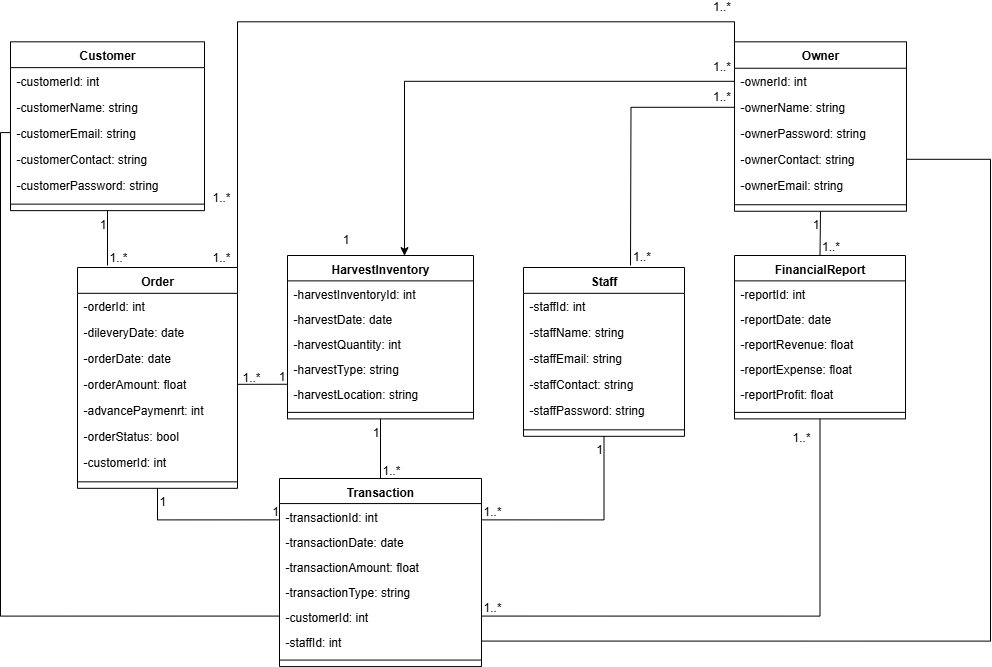 1..*
Customer
-customerId: int
-customerName: string
-customerEmail: string
-customerContact: string
-customerPassword: string
1..*
1..*
Owner
-ownerId: int
-ownerName: string
-ownerPassword: string
-ownerContact: string
-ownerEmail: string
1..*
1
1..*
1..*
1
1..*
1
1..*
Order
-orderId: int
-dileveryDate: date
-orderDate: date
-orderAmount: float
-advancePaymenrt: int
-orderStatus: bool
-customerId: int
HarvestInventory
-harvestInventoryId: int
-harvestDate: date
-harvestQuantity: int
-harvestType: string
-harvestLocation: string
Staff
-staffId: int
-staffName: string
-staffEmail: string
-staffContact: string
-staffPassword: string
FinancialReport
-reportId: int
-reportDate: date
-reportRevenue: float
-reportExpense: float
-reportProfit: float
1..*
1
1
1..*
1
1..*
1
1
1..*
Transaction
-transactionId: int
-transactionDate: date
-transactionAmount: float
-transactionType: string
-customerId: int
-staffId: int
1..*